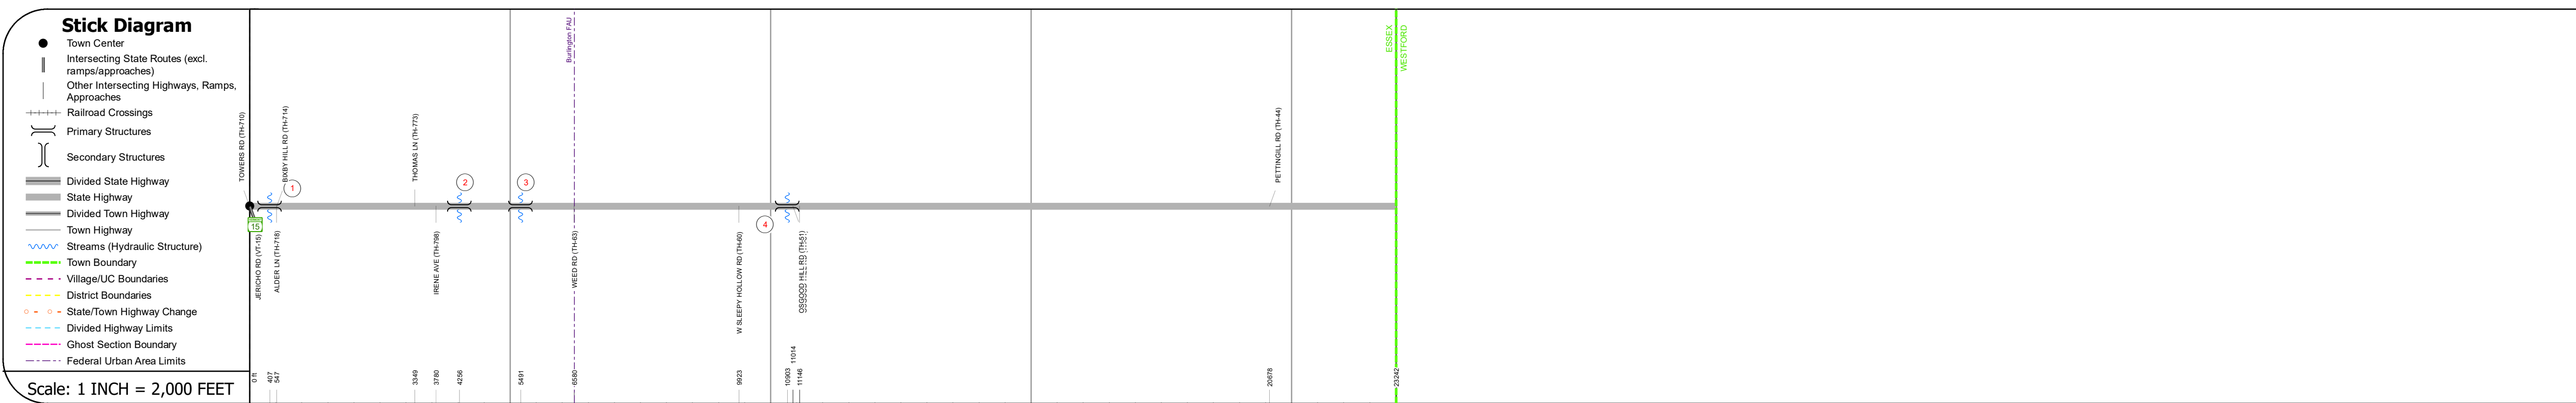 Stick Diagram
Town Center
Intersecting State Routes (excl.
ramps/approaches)
Other Intersecting Highways, Ramps,
Approaches
Railroad Crossings
Primary Structures
Secondary Structures
Divided State Highway
State Highway
Divided Town Highway
Town Highway
Streams (Hydraulic Structure)
Town Boundary
Village/UC Boundaries
District Boundaries
State/Town Highway Change
Divided Highway Limits
Ghost Section Boundary
Federal Urban Area Limits
Scale: 1 INCH = 2,000 FEET
Burlington FAU
ESSEX
WESTFORD
TOWERS RD (TH-710)
BIXBY HILL RD (TH-714)
THOMAS LN (TH-773)
PETTINGILL RD (TH-44)
1
2
3
4
15
JERICHO RD (VT-15)
ALDER LN (TH-718)
IRENE AVE (TH-798)
WEED RD (TH-63)
W SLEEPY HOLLOW RD (TH-60)
OSGOOD HILL RD (TH-51)
0 ft
407
547
3349
3780
4256
5491
6580
9923
10903
11014
11146
20678
23242